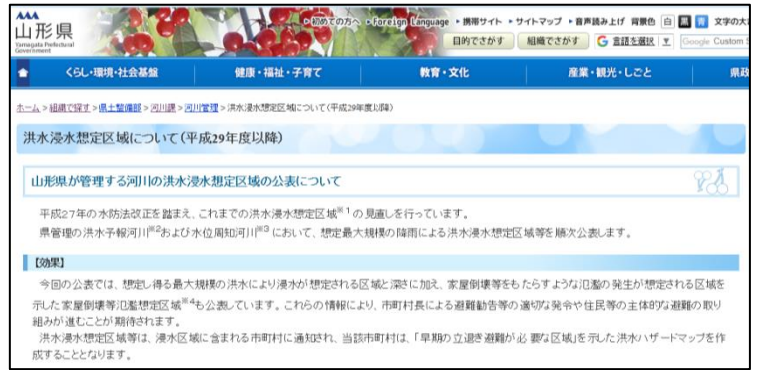 初めての方へ Foreign Language 携帯サイト サイトマップ 音声読み上げ 背景色 白 黒 青 文字の大
山形県
Yamagata Prefectural
Government
目的でさがす 組織でさがす G 言語を選択 ▼ Google Custom S
くらし・環境・社会基盤 健康・福祉・子育て 教育・文化 産業・観光・しごと 県政
ホーム > 組織で探す > 県土整備部 > 河川課 > 河川管理 > 洪水浸水想定区域について(平成29年度以降)
洪水浸水想定区域について(平成29年度以降)
山形県が管理する河川の洪水浸水想定区域の公表について
平成27年の水防法改正を踏まえ、これまでの洪水浸水想定区域※1の見直しを行っています。
県管理の洪水予報河川※2および水位周知河川※3において、想定最大規模の降雨による洪水浸水想定区域等を順次公表します。
【効果】
今回の公表では、想定し得る最大規模の洪水により浸水が想定される区域と深さに加え、家屋倒壊等をもたらすような氾濫の発生が想定される区域を
示した家屋倒壊等氾濫想定区域※4も公表しています。これらの情報により、市町村長による避難勧告等の適切な発令や住民等の主体的な避難の取り
組みが進むことが期待されます。
洪水浸水想定区域等は、浸水区域に含まれる市町村に通知され、当該市町村は、「早期の立退き避難が必要な区域」を示した洪水ハザードマップを作
成することとなります。